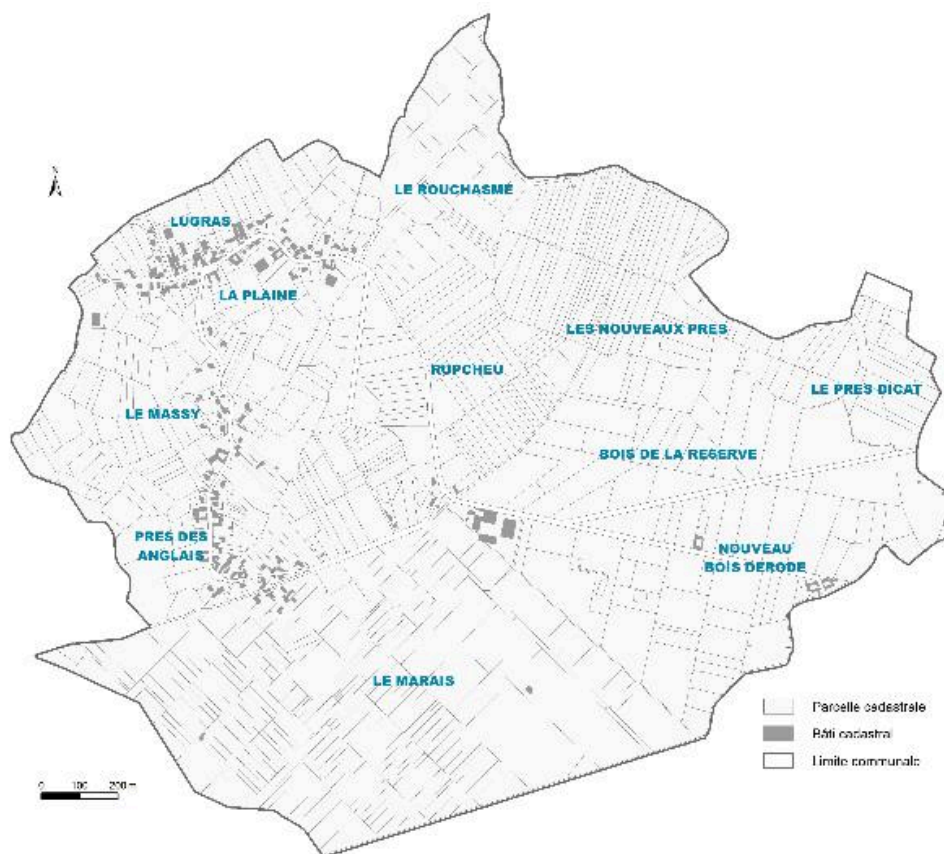 LE ROUCHASME
LUGRAS
LA PLAINE
LES NOUVEAUX PRES
RUPCHEU
LE PRES DICAT
LE MASSY
BOIS DE LA RESERVE
PRES DES
ANGLAIS
NOUVEAU
BOIS DERODE
LE MARAIS
Parcelle cadastrale
Bâti cadastral
Limite communale
0 100 200 m